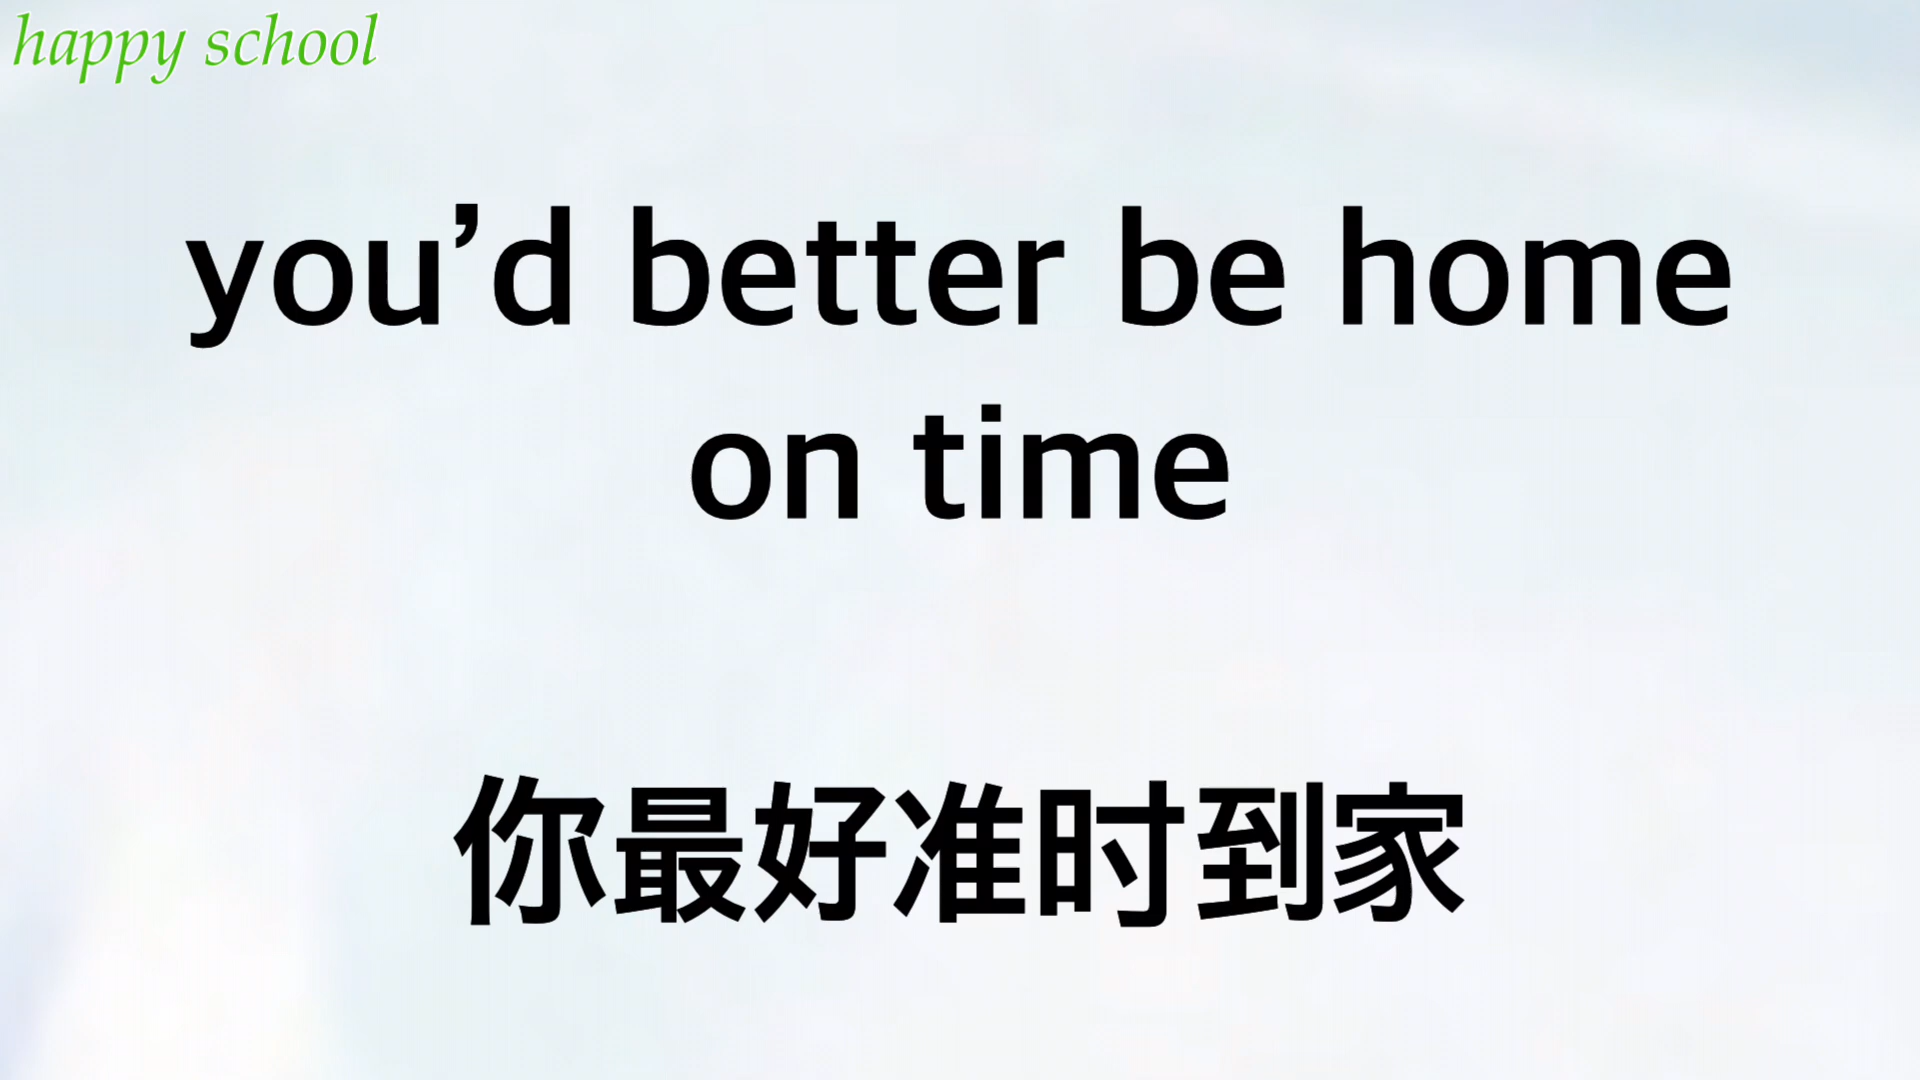 happy school
you’d better be home
on time
你最好准时到家